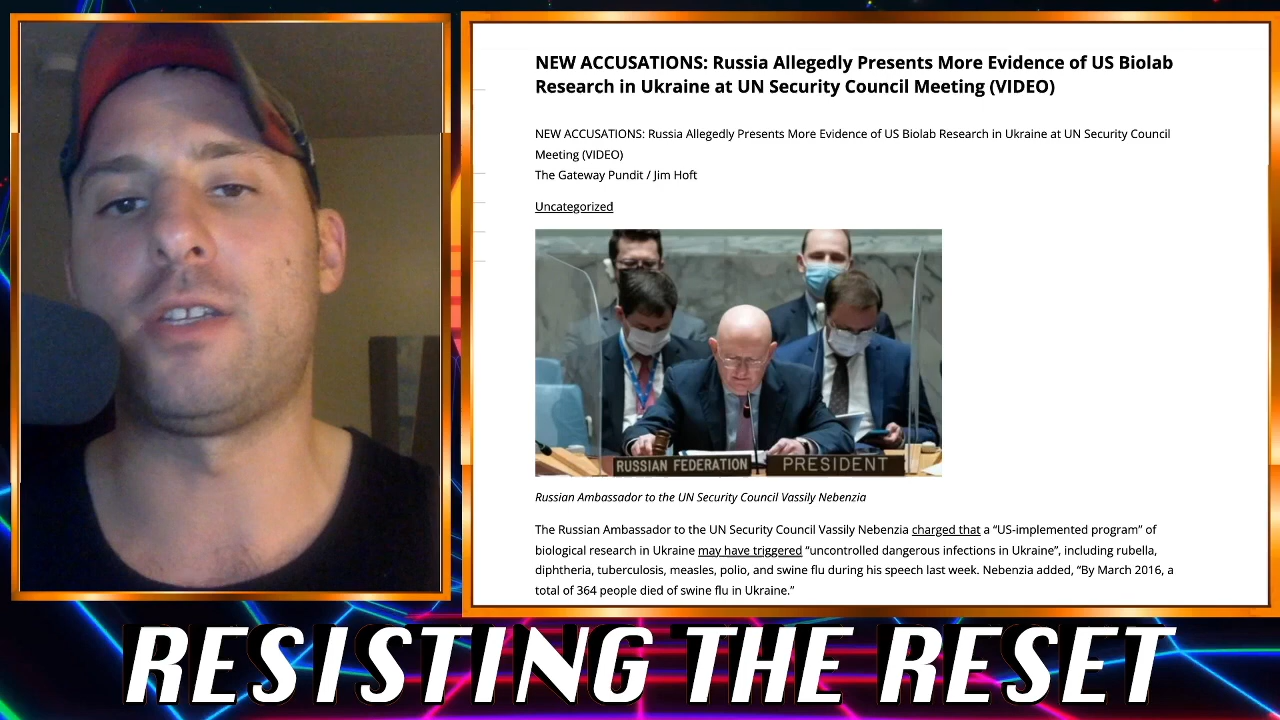 NEW ACCUSATIONS: Russia Allegedly Presents More Evidence of US Biolab
Research in Ukraine at UN Security Council Meeting (VIDEO)
NEW ACCUSATIONS: Russia Allegedly Presents More Evidence of US Biolab Research in Ukraine at UN Security Council
Meeting (VIDEO)
The Gateway Pundit / Jim Hoft
Uncategorized
RUSSIAN FEDERATION
PRESIDENT
Russian Ambassador to the UN Security Council Vassily Nebenzia
The Russian Ambassador to the UN Security Council Vassily Nebenzia charged that a “US-implemented program” of
biological research in Ukraine may have triggered “uncontrolled dangerous infections in Ukraine”, including rubella,
diphtheria, tuberculosis, measles, polio, and swine flu during his speech last week. Nebenzia added, “By March 2016, a
total of 364 people died of swine flu in Ukraine.”
RESISTING THE RESET